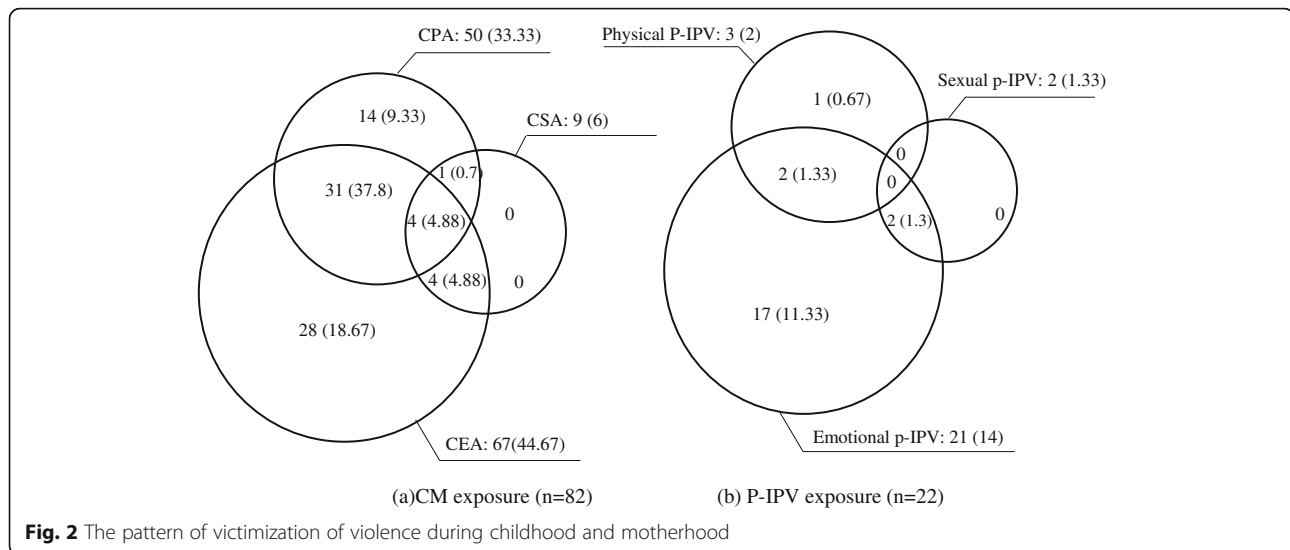 CPA: 50 (33.33)
14 (9.33)
CSA: 9 (6)
1 (0.7)
31 (37.8)
4 (4.88)
0
4 (4.88)
0
28 (18.67)
CEA: 67(44.67)
(a)CM exposure (n=82)
Physical P-IPV: 3 (2)
Sexual p-IPV: 2 (1.33)
1 (0.67)
0
2 (1.33)
0
2 (1.3)
0
17 (11.33)
Emotional p-IPV: 21 (14)
(b) P-IPV exposure (n=22)
Fig. 2 The pattern of victimization of violence during childhood and motherhood